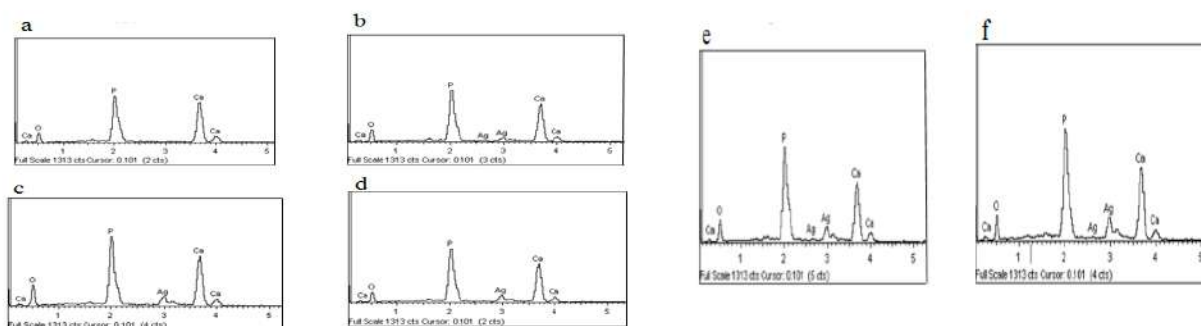 a
P
Ca
Ca O
Ca
1 2 3 4 5
Full Scale 1313 cts Cursor: 0.101 (2 cts)
b
P
Ca
Ca O
Ag Ag
Ca
1 2 3 4 5
Full Scale 1313 cts Cursor: 0.101 (3 cts)
c
P
Ca
O
Ca
Ag
Ca
1 2 3 4 5
Full Scale 1313 cts Cursor: 0.101 (4 cts)
d
P
Ca
Ca O
Ag
Ca
1 2 3 4 5
Full Scale 1313 cts Cursor: 0.101 (2 cts)
e
P
Ca
O
Ca
Ag Ag
Ca
1 2 3 4 5
Full Scale 1313 cts Cursor: 0.101 (5 cts)
f
P
Ca
O
Ca
Ag Ag
Ca
1 2 3 4 5
Full Scale 1313 cts Cursor: 0.101 (4 cts)